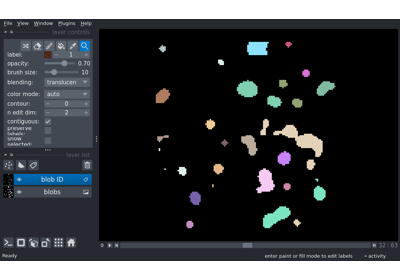 File View Window Plugins Help
layer controls
label: 1
opacity: 0.70
brush size: 10
blending: translucen
color mode: auto
contour: 0
n edit dim: 2
contiguous:
preserve labels:
show selected:
layer list
blob ID
blobs
0 32 63
Ready enter paint or fill mode to edit labels activity